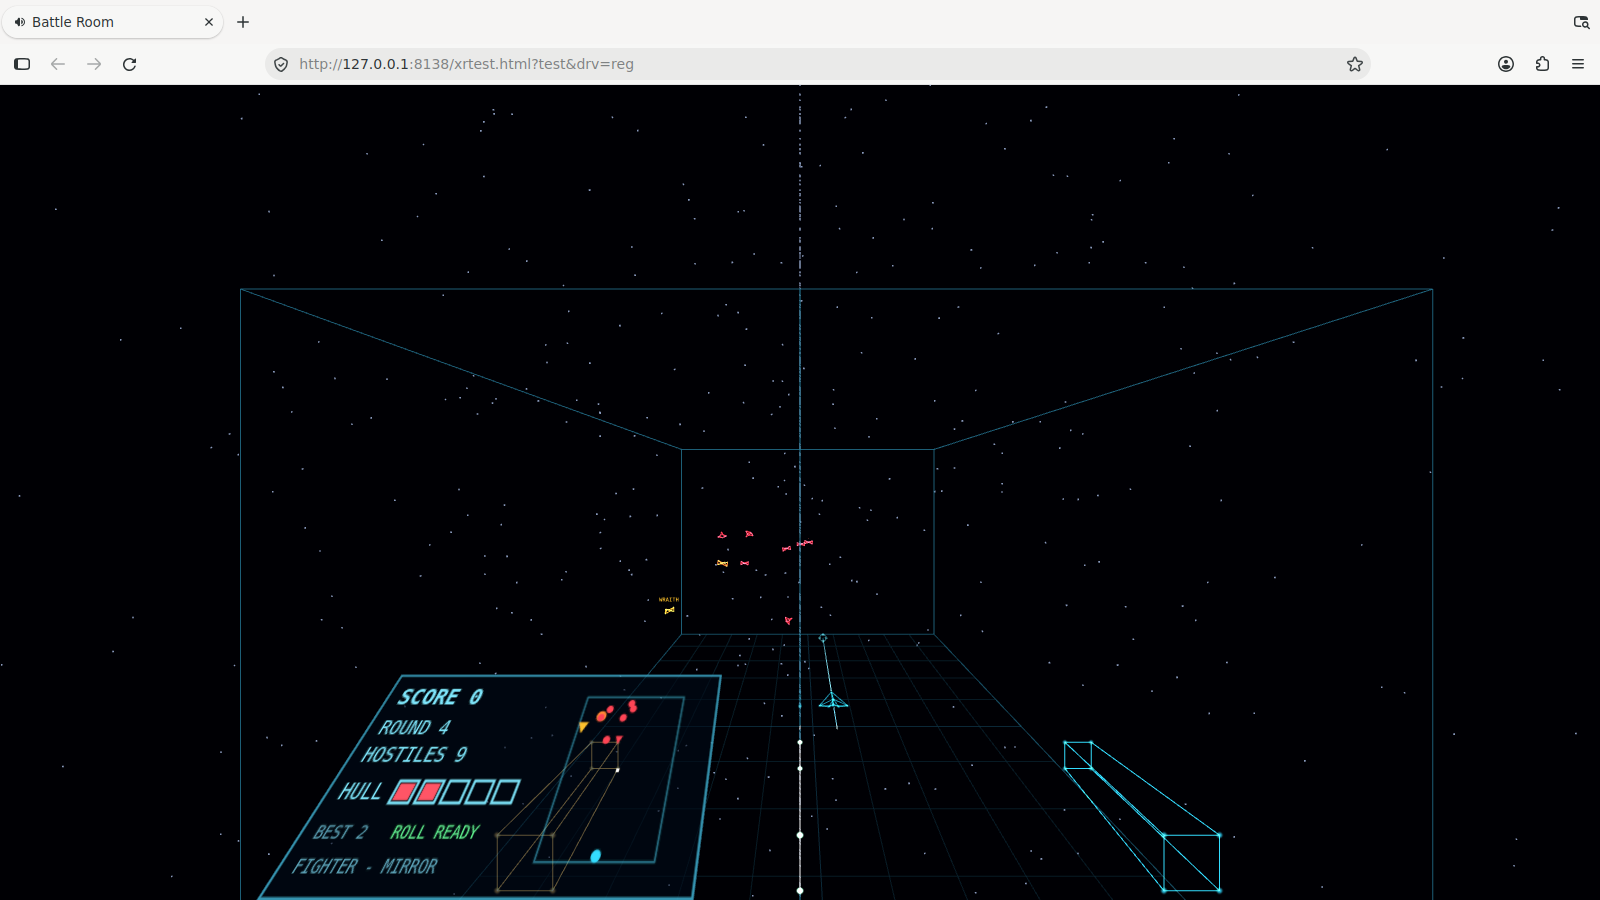 Battle Room
http://127.0.0.1:8138/xrtest.html?test&drv=reg
WRAITH
SCORE 0
ROUND 4
HOSTILES 9
HULL
BEST 2 ROLL READY
FIGHTER - MIRROR